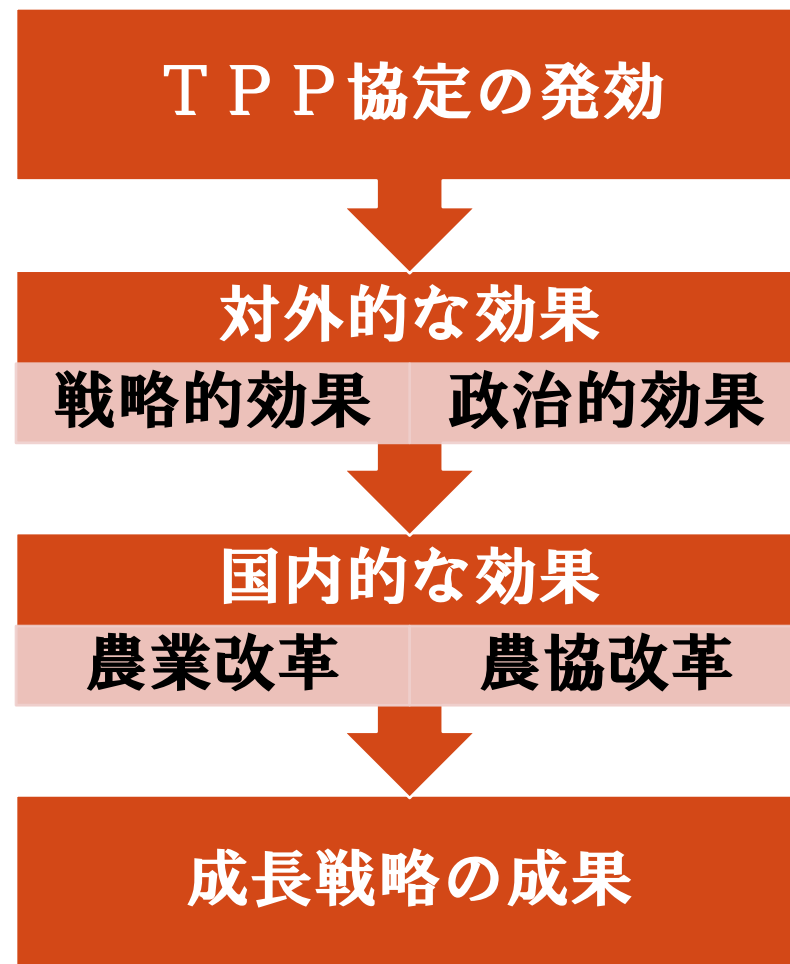 ＴＰＰ協定の発効
対外的な効果
戦略的効果 政治的効果
国内的な効果
農業改革 農協改革
成長戦略の成果